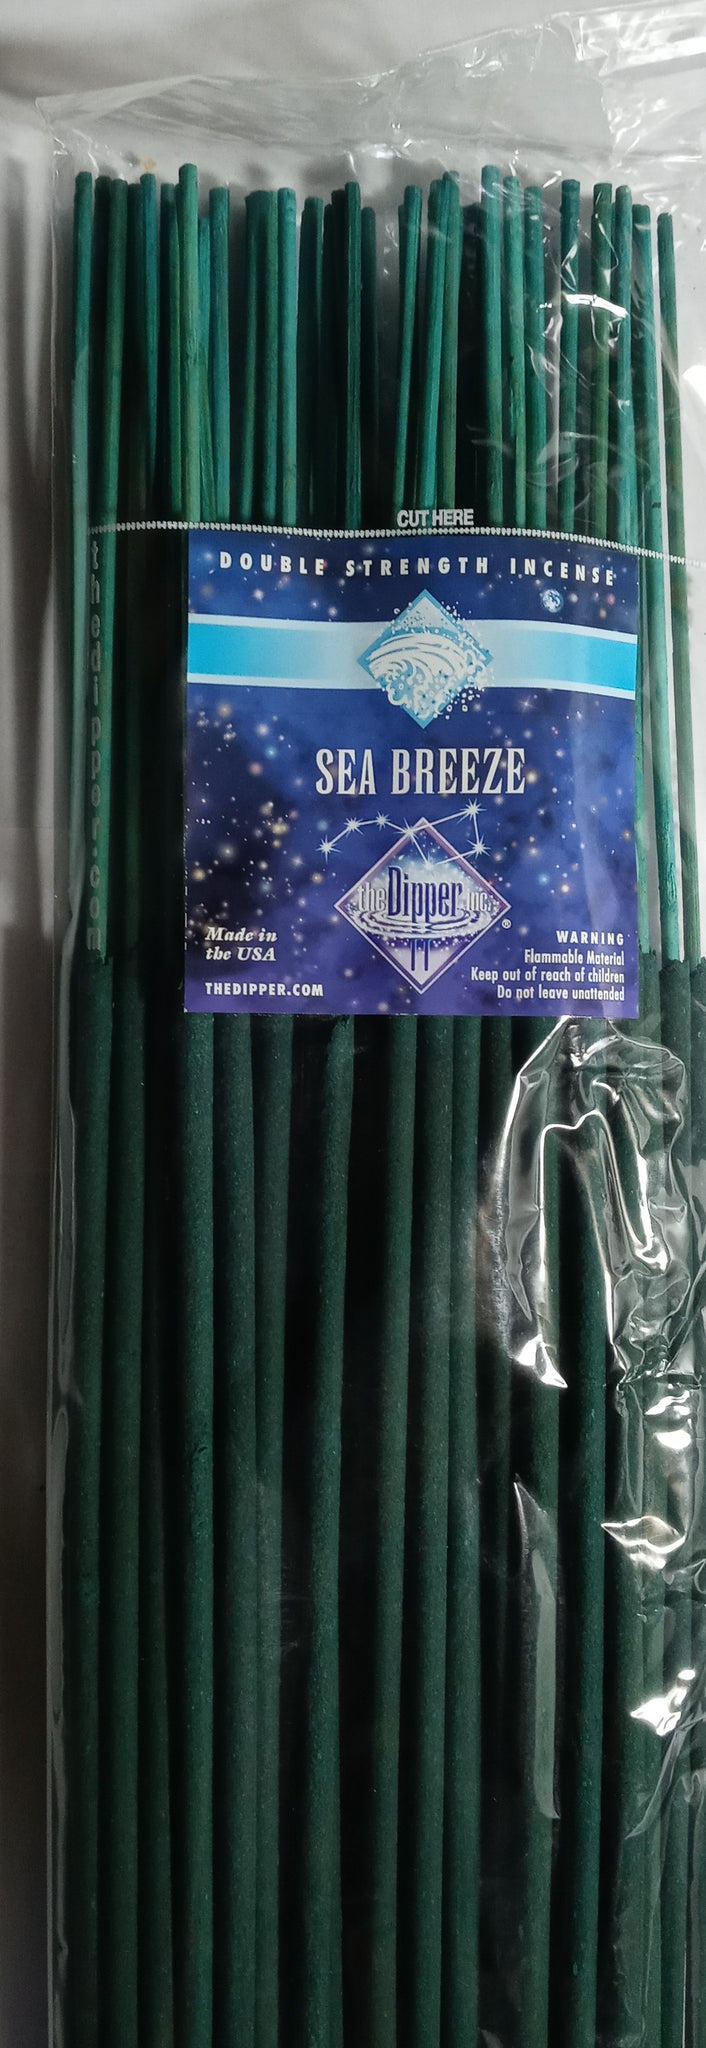 CUT HERE
thedipper.com
DOUBLE STRENGTH INCENSE
SEA BREEZE
the Dipper, inc.
®
Made in
the USA
THEDIPPER.COM
WARNING
Flammable Material
Keep out of reach of children
Do not leave unattended